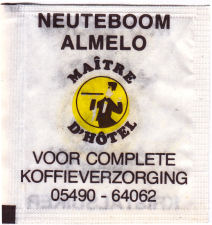 NEUTEBOOM
ALMELO
MAÎTRE
D'HÔTEL
VOOR COMPLETE
KOFFIEVERZORGING
05490 - 64062